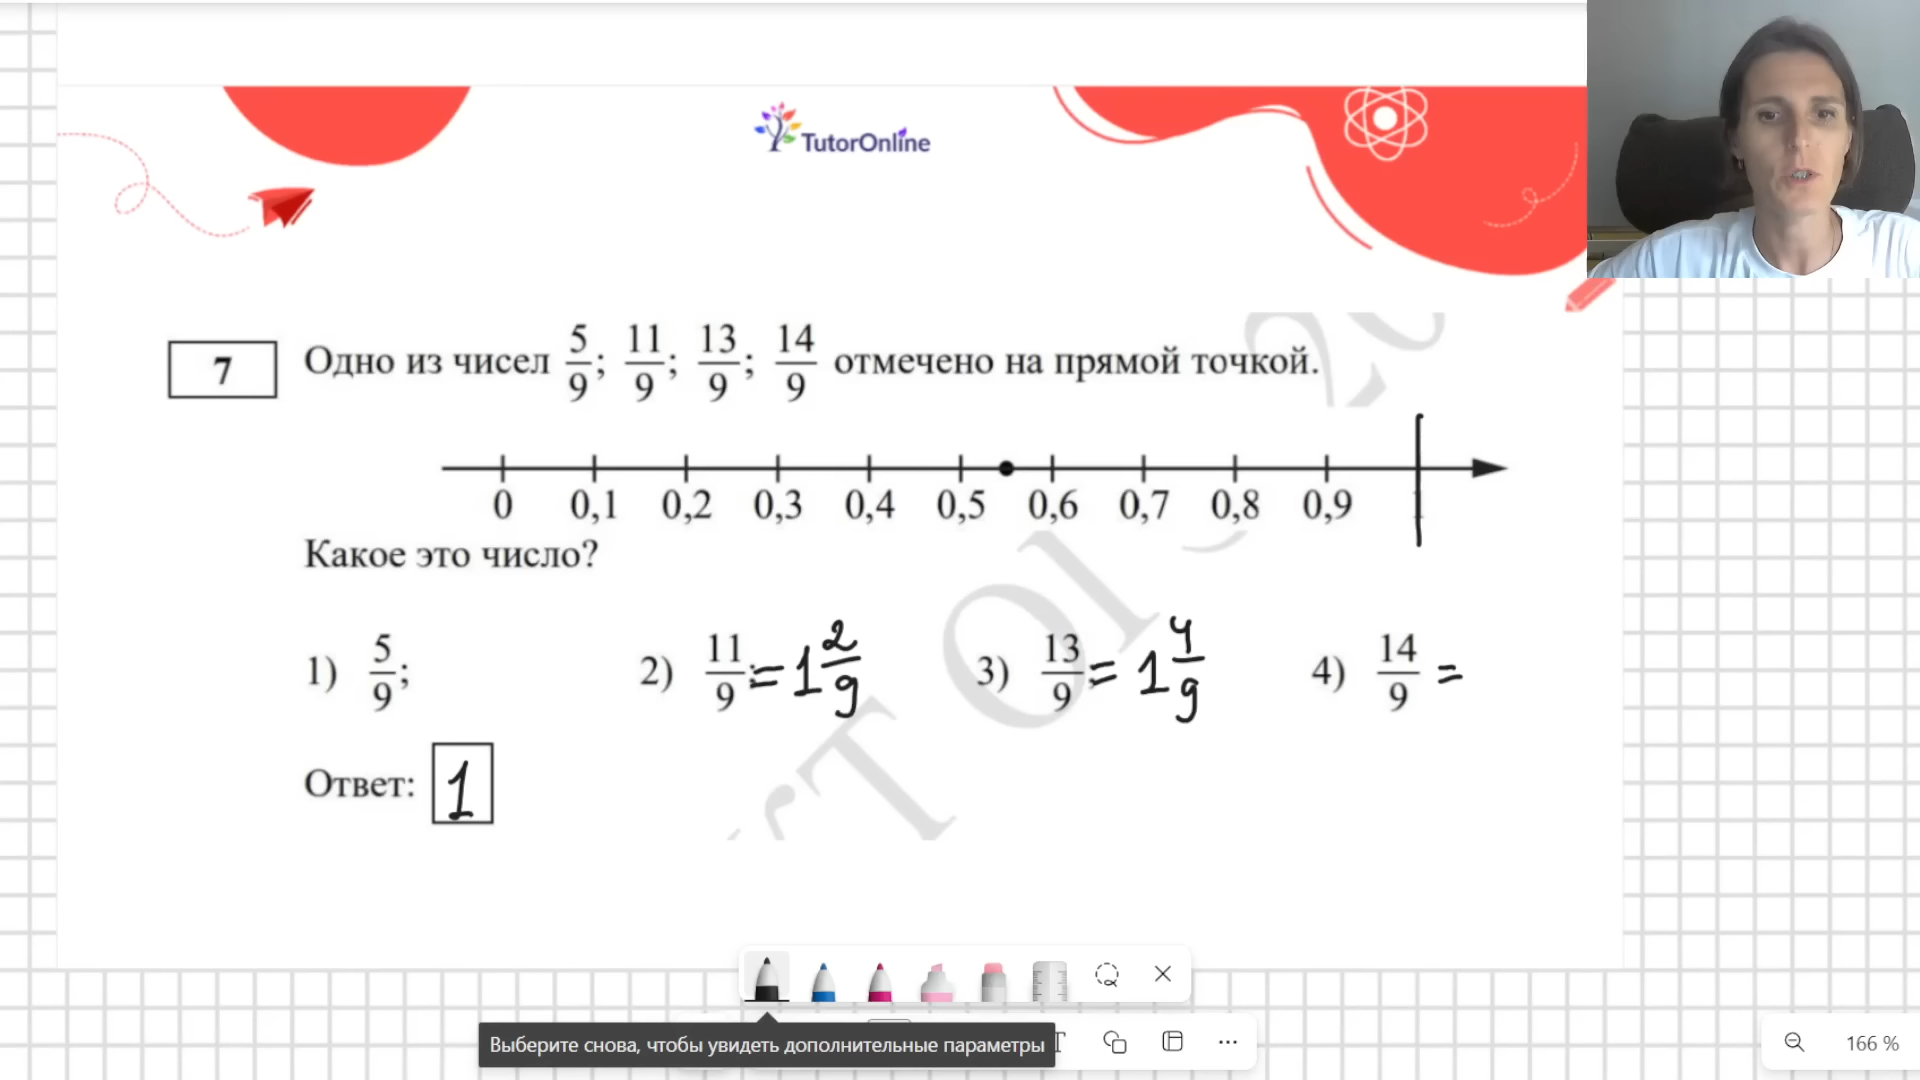 TutorOnline
7 Одно из чисел 5/9; 11/9; 13/9; 14/9 отмечено на прямой точкой.
0 0,1 0,2 0,3 0,4 0,5 0,6 0,7 0,8 0,9 1
Какое это число?
1) 5/9; 2) 11/9; = 1 2/9 3) 13/9; = 1 4/9 4) 14/9 =
Ответ: 1
Выберите снова, чтобы увидеть дополнительные параметры
166 %